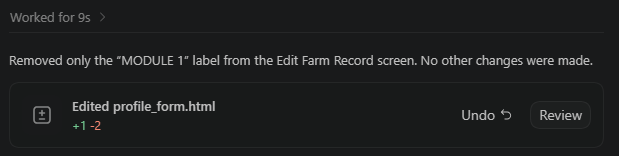 Worked for 9s
Removed only the “MODULE 1” label from the Edit Farm Record screen. No other changes were made.
Edited profile_form.html
+1 -2
Undo
Review